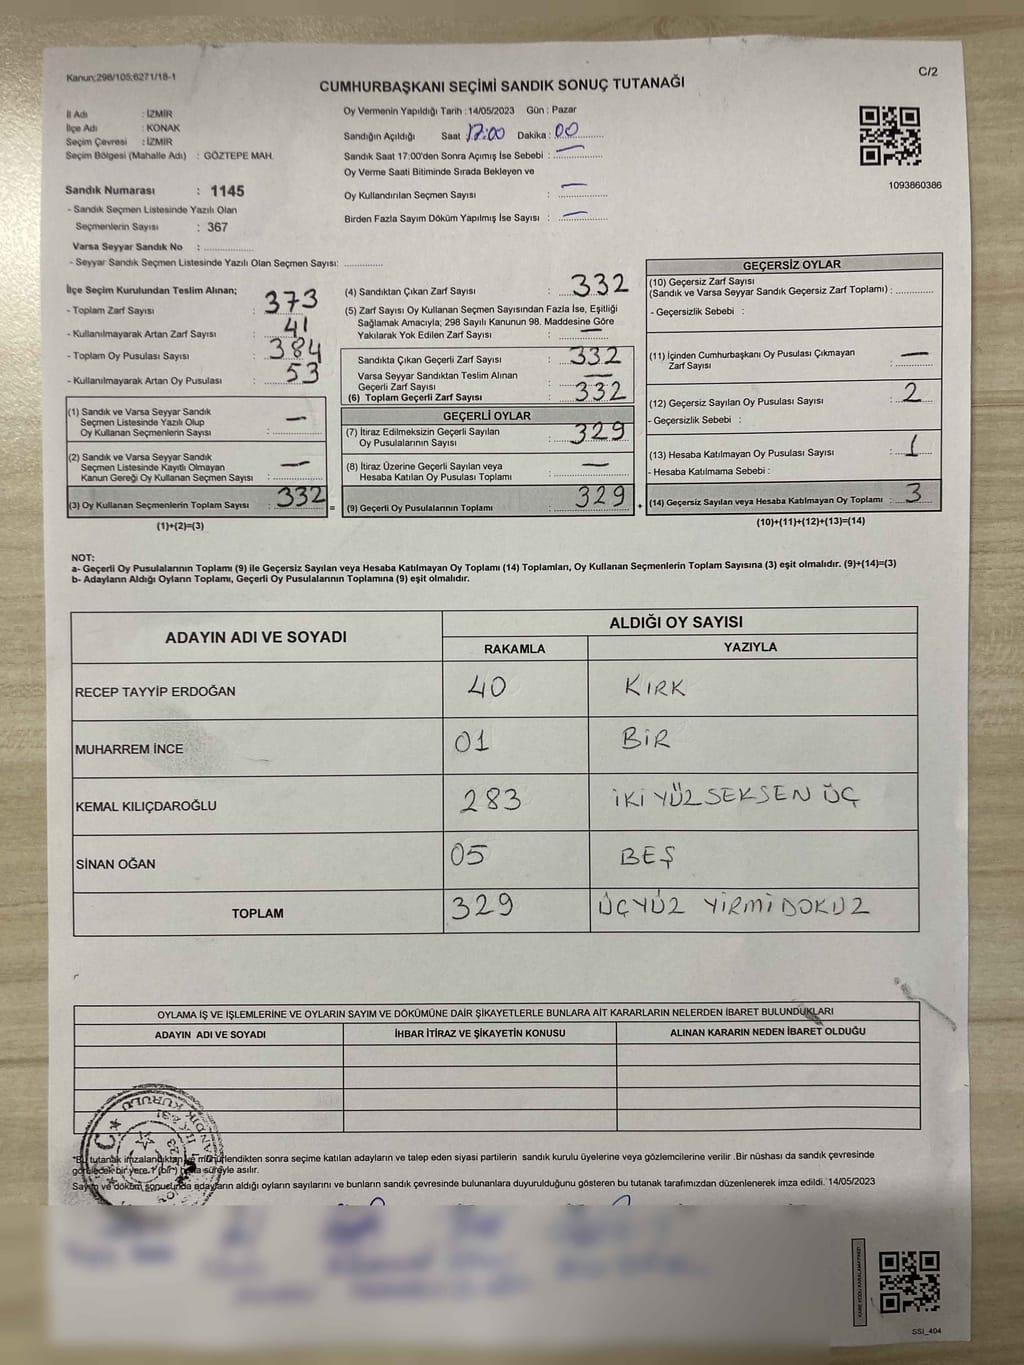 Kanun;298/105;6271/18-1
C/2
CUMHURBAŞKANI SEÇİMİ SANDIK SONUÇ TUTANAĞI
İl Adı : İZMİR
İlçe Adı : KONAK
Seçim Çevresi : İZMİR
Seçim Bölgesi (Mahalle Adı) : GÖZTEPE MAH.
Sandık Numarası : 1145
- Sandık Seçmen Listesinde Yazılı Olan
Seçmenlerin Sayısı : 367
Varsa Seyyar Sandık No : ..............
- Seyyar Sandık Seçmen Listesinde Yazılı Olan Seçmen Sayısı: ............
Oy Vermenin Yapıldığı Tarih : 14/05/2023 Gün : Pazar
Sandığın Açıldığı Saat 17:00 Dakika : 00
Sandık Saat 17:00'den Sonra Açımış İse Sebebi : —
Oy Verme Saati Bitiminde Sırada Bekleyen ve
Oy Kullandırılan Seçmen Sayısı : —
Birden Fazla Sayım Döküm Yapılmış İse Sayısı : —
1093860386
İlçe Seçim Kurulundan Teslim Alınan;
- Toplam Zarf Sayısı : 373
- Kullanılmayarak Artan Zarf Sayısı : 41
- Toplam Oy Pusulası Sayısı : 384
- Kullanılmayarak Artan Oy Pusulası : 53
(1) Sandık ve Varsa Seyyar Sandık
Seçmen Listesinde Yazılı Olup
Oy Kullanan Seçmenlerin Sayısı : —
(2) Sandık ve Varsa Seyyar Sandık
Seçmen Listesinde Kayıtlı Olmayan
Kanun Gereği Oy Kullanan Seçmen Sayısı : —
(3) Oy Kullanan Seçmenlerin Toplam Sayısı : 332 =
(1)+(2)=(3)
(4) Sandıktan Çıkan Zarf Sayısı : 332
(5) Zarf Sayısı Oy Kullanan Seçmen Sayısından Fazla İse, Eşitliği
Sağlamak Amacıyla; 298 Sayılı Kanunun 98. Maddesine Göre
Yakılarak Yok Edilen Zarf Sayısı : —
Sandıkta Çıkan Geçerli Zarf Sayısı : 332
Varsa Seyyar Sandıktan Teslim Alınan
Geçerli Zarf Sayısı : —
(6) Toplam Geçerli Zarf Sayısı : 332
GEÇERLİ OYLAR
(7) İtiraz Edilmeksizin Geçerli Sayılan
Oy Pusulalarının Sayısı : 329
(8) İtiraz Üzerine Geçerli Sayılan veya
Hesaba Katılan Oy Pusulası Toplamı : —
(9) Geçerli Oy Pusulalarının Toplamı : 329 +
GEÇERSİZ OYLAR
(10) Geçersiz Zarf Sayısı
(Sandık ve Varsa Seyyar Sandık Geçersiz Zarf Toplamı) : ............
- Geçersizlik Sebebi :
(11) İçinden Cumhurbaşkanı Oy Pusulası Çıkmayan
Zarf Sayısı : —
(12) Geçersiz Sayılan Oy Pusulası Sayısı : 2
- Geçersizlik Sebebi :
(13) Hesaba Katılmayan Oy Pusulası Sayısı : 1
- Hesaba Katılmama Sebebi :
(14) Geçersiz Sayılan veya Hesaba Katılmayan Oy Toplamı : 3
(10)+(11)+(12)+(13)=(14)
NOT:
a- Geçerli Oy Pusulalarının Toplamı (9) ile Geçersiz Sayılan veya Hesaba Katılmayan Oy Toplamı (14) Toplamları, Oy Kullanan Seçmenlerin Toplam Sayısına (3) eşit olmalıdır. (9)+(14)=(3)
b- Adayların Aldığı Oyların Toplamı, Geçerli Oy Pusulalarının Toplamına (9) eşit olmalıdır.
ADAYIN ADI VE SOYADI
ALDIĞI OY SAYISI
RAKAMLA YAZIYLA
RECEP TAYYİP ERDOĞAN 40 KIRK
MUHARREM İNCE 01 BİR
KEMAL KILIÇDAROĞLU 283 İKİ YÜZ SEKSEN ÜÇ
SİNAN OĞAN 05 BEŞ
TOPLAM 329 ÜÇYÜZ YİRMİ DOKUZ
OYLAMA İŞ VE İŞLEMLERİNE VE OYLARIN SAYIM VE DÖKÜMÜNE DAİR ŞİKAYETLERLE BUNLARA AİT KARARLARIN NELERDEN İBARET BULUNDUKLARI
ADAYIN ADI VE SOYADI İHBAR İTİRAZ VE ŞİKAYETİN KONUSU ALINAN KARARIN NEDEN İBARET OLDUĞU
*Bu tutanak imzalandıktan ve mühürlendikten sonra seçime katılan adayların ve talep eden siyasi partilerin sandık kurulu üyelerine veya gözlemcilerine verilir .Bir nüshası da sandık çevresinde
görelecek bir yere 1 (bir) hafta süreyle asılır.
Sayım ve döküm sonucunda adayların aldığı oyların sayılarını ve bunların sandık çevresinde bulunanlara duyurulduğunu gösteren bu tutanak tarafımızdan düzenlenerek imza edildi. 14/05/2023
SSI_404